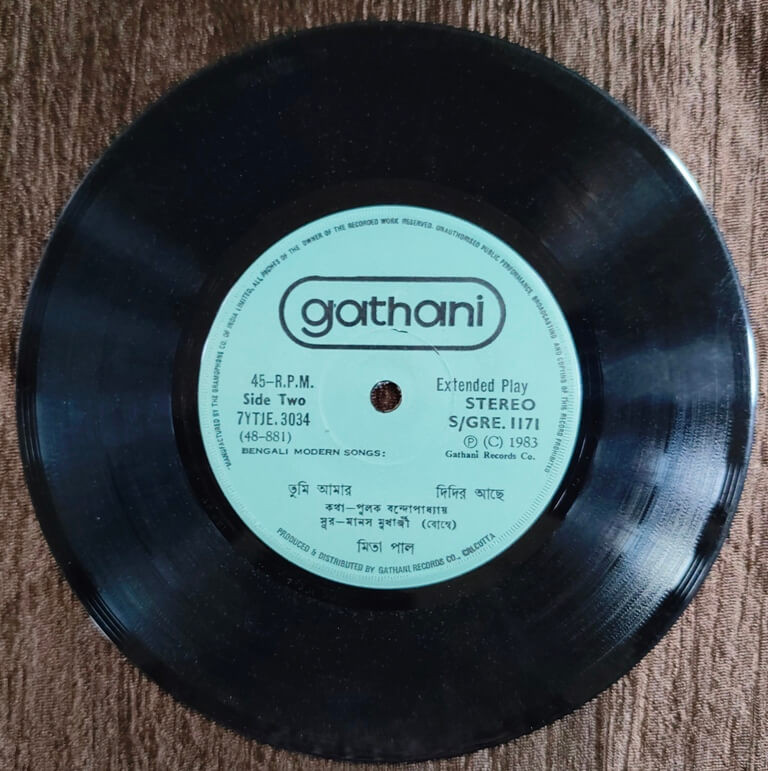 MANUFACTURED BY THE GRAMOPHONE CO. OF INDIA LIMITED, ALL RIGHTS OF THE OWNER OF THE RECORDED WORK RESERVED. UNAUTHORISED PUBLIC PERFORMANCE, BROADCASTING AND COPYING OF THIS RECORD PROHIBITED
gathani
45-R.P.M. Extended Play
Side Two STEREO
7YTJE.3034 S/GRE. 1171
(48-881) Ⓟ (C) 1983
BENGALI MODERN SONGS: Gathani Records Co.
তুমি আমার দিদির আছে
কথা—পুলক বন্দোপাধ্যায়
সুর—মানস মুখার্জী (বোম্বে)
মিতা পাল
PRODUCED & DISTRIBUTED BY GATHANI RECORDS CO., CALCUTTA